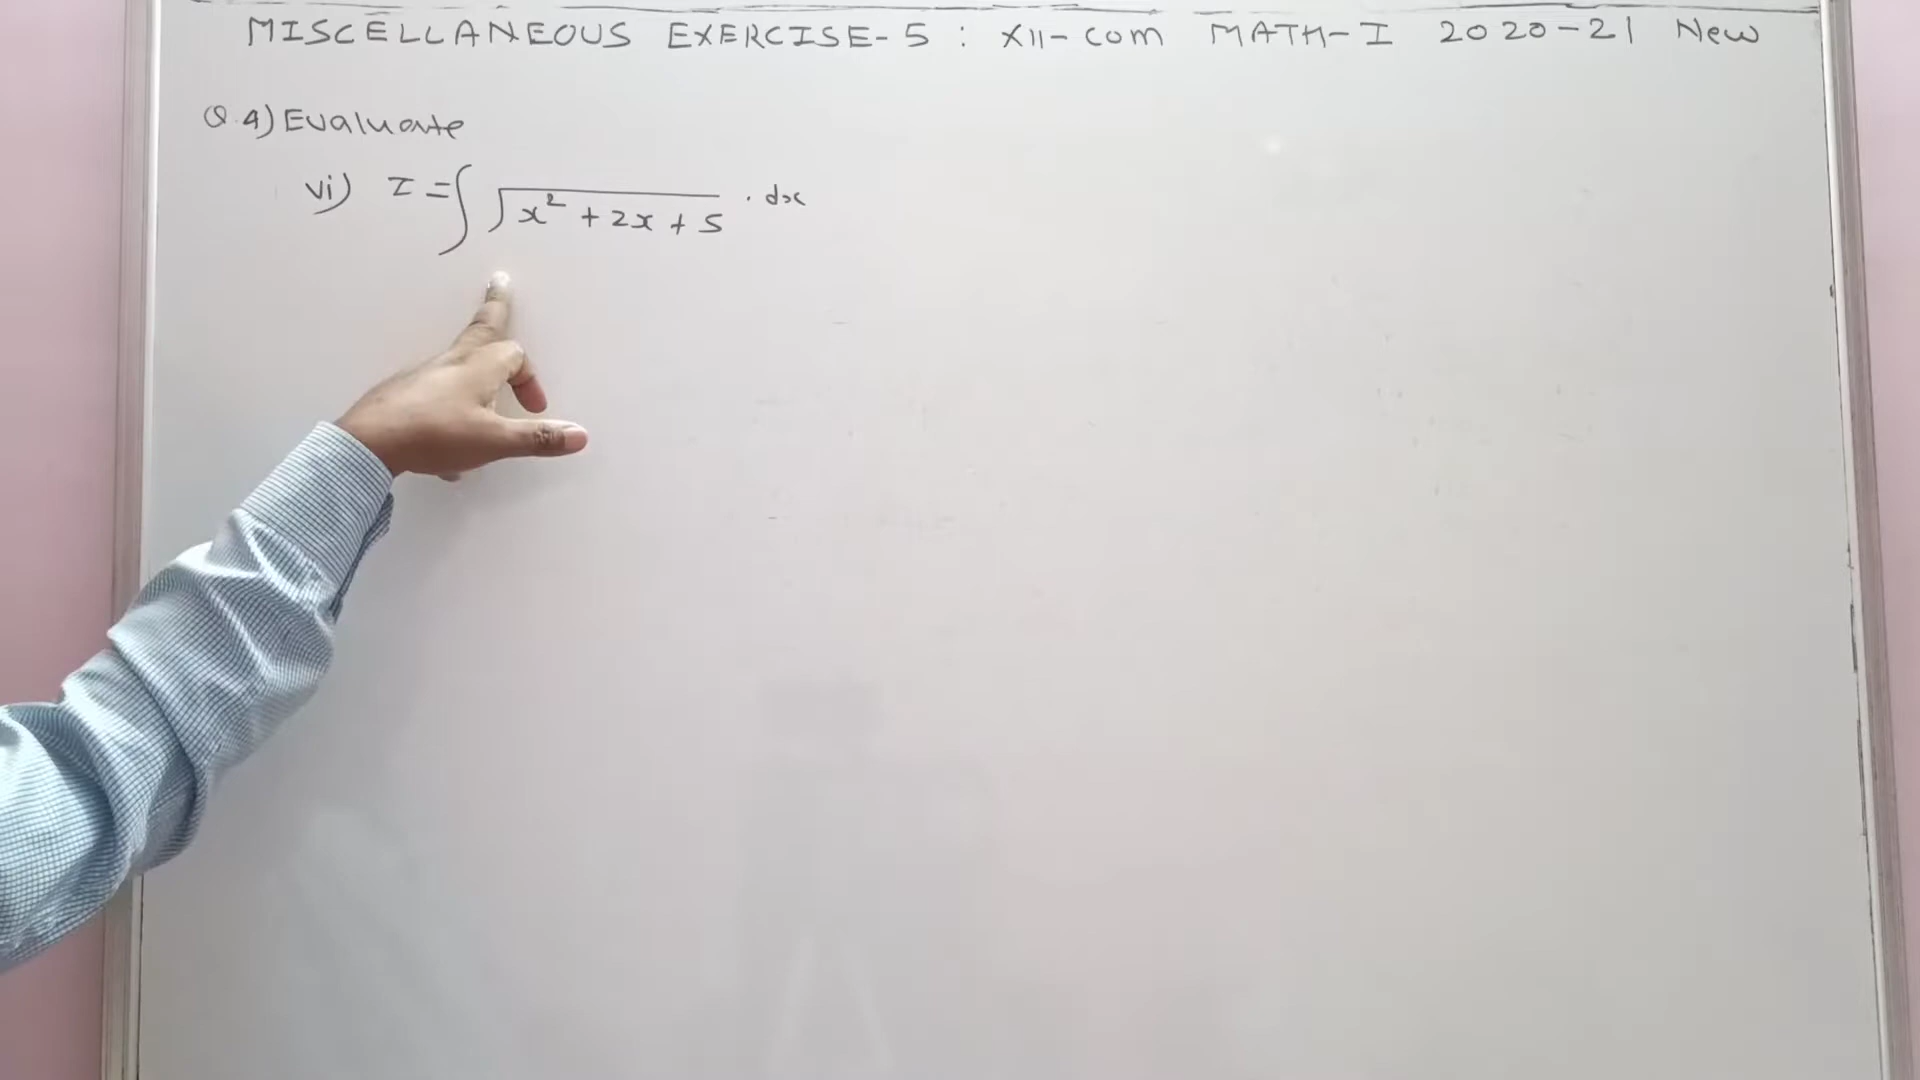 MISCELLANEOUS EXERCISE-5 : XII-com MATH-I 2020-21 New
Q.4) Evaluate
vi) I = ∫ √(x² + 2x + 5) . dx